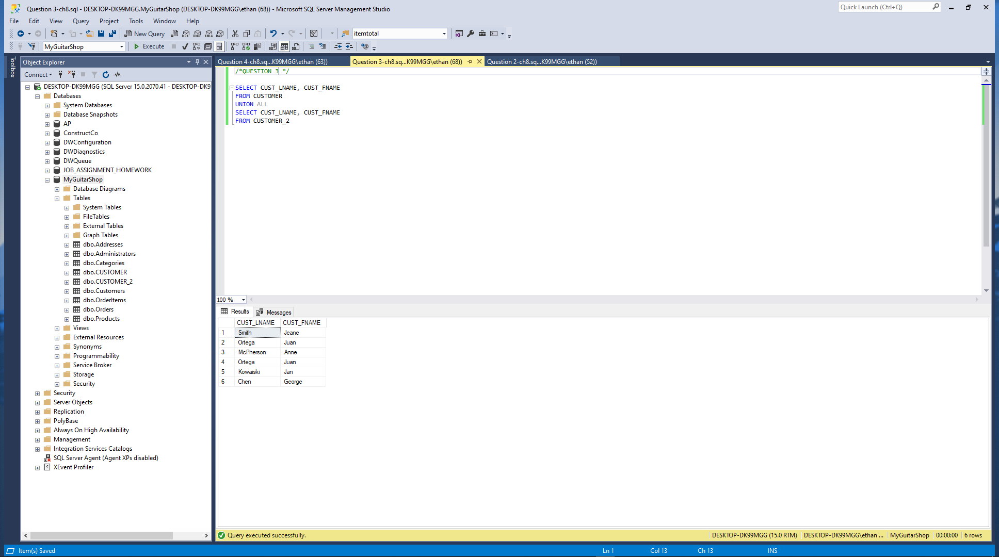 Question 3-ch8.sql - DESKTOP-DK99MGG.MyGuitarShop (DESKTOP-DK99MGG\ethan (68)) - Microsoft SQL Server Management Studio
Quick Launch (Ctrl+Q)
File Edit View Query Project Tools Window Help
New Query MDX DMX XMLA DAX itemtotal
MyGuitarShop Execute
Toolbox
Object Explorer
Connect
DESKTOP-DK99MGG (SQL Server 15.0.2070.41 - DESKTOP-DK9
Databases
System Databases
Database Snapshots
AP
ConstructCo
DWConfiguration
DWDiagnostics
DWQueue
JOB_ASSIGNMENT_HOMEWORK
MyGuitarShop
Database Diagrams
Tables
System Tables
FileTables
External Tables
Graph Tables
dbo.Addresses
dbo.Administrators
dbo.Categories
dbo.CUSTOMER
dbo.CUSTOMER_2
dbo.Customers
dbo.OrderItems
dbo.Orders
dbo.Products
Views
External Resources
Synonyms
Programmability
Service Broker
Storage
Security
Security
Server Objects
Replication
PolyBase
Always On High Availability
Management
Integration Services Catalogs
SQL Server Agent (Agent XPs disabled)
XEvent Profiler
Question 4-ch8.sq...K99MGG\ethan (63)) Question 3-ch8.sq...K99MGG\ethan (68)) Question 2-ch8.sq...K99MGG\ethan (52))
/*QUESTION 3 */
SELECT CUST_LNAME, CUST_FNAME
FROM CUSTOMER
UNION ALL
SELECT CUST_LNAME, CUST_FNAME
FROM CUSTOMER_2
100 %
Results Messages
CUST_LNAME CUST_FNAME
1 Smith Jeane
2 Ortega Juan
3 McPherson Anne
4 Ortega Juan
5 Kowaiski Jan
6 Chen George
Query executed successfully. DESKTOP-DK99MGG (15.0 RTM) DESKTOP-DK99MGG\ethan ... MyGuitarShop 00:00:00 6 rows
Item(s) Saved Ln 1 Col 13 Ch 13 INS